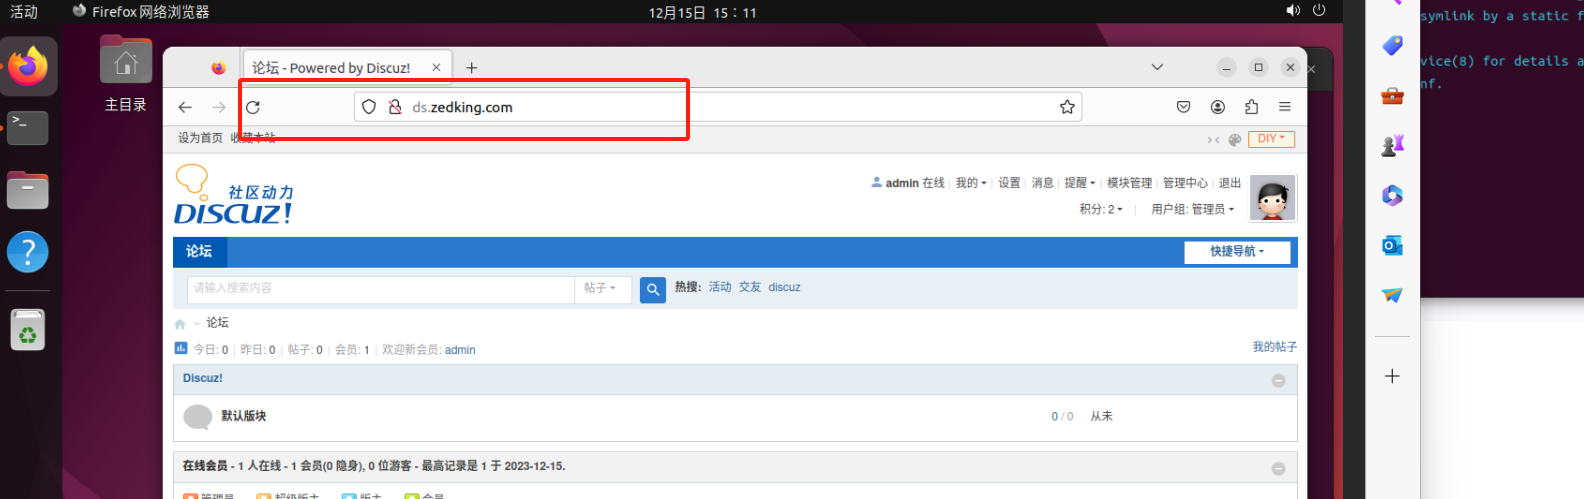 活动 Firefox 网络浏览器 12月15日 15：11
symlink by a static f
vice(8) for details a
nf.
主目录
论坛 - Powered by Discuz!
ds.zedking.com
设为首页 收藏本站 DIY
社区动力
DISCUZ!
admin 在线 | 我的 | 设置 | 消息 | 提醒 | 模块管理 | 管理中心 | 退出
积分: 2 | 用户组: 管理员
论坛 快捷导航
请输入搜索内容 帖子 热搜: 活动 交友 discuz
» 论坛
今日: 0 | 昨日: 0 | 帖子: 0 | 会员: 1 | 欢迎新会员: admin 我的帖子
Discuz!
默认版块 0 / 0 从未
在线会员 - 1 人在线 - 1 会员(0 隐身), 0 位游客 - 最高记录是 1 于 2023-12-15.
管理员 超级版主 版主 会员